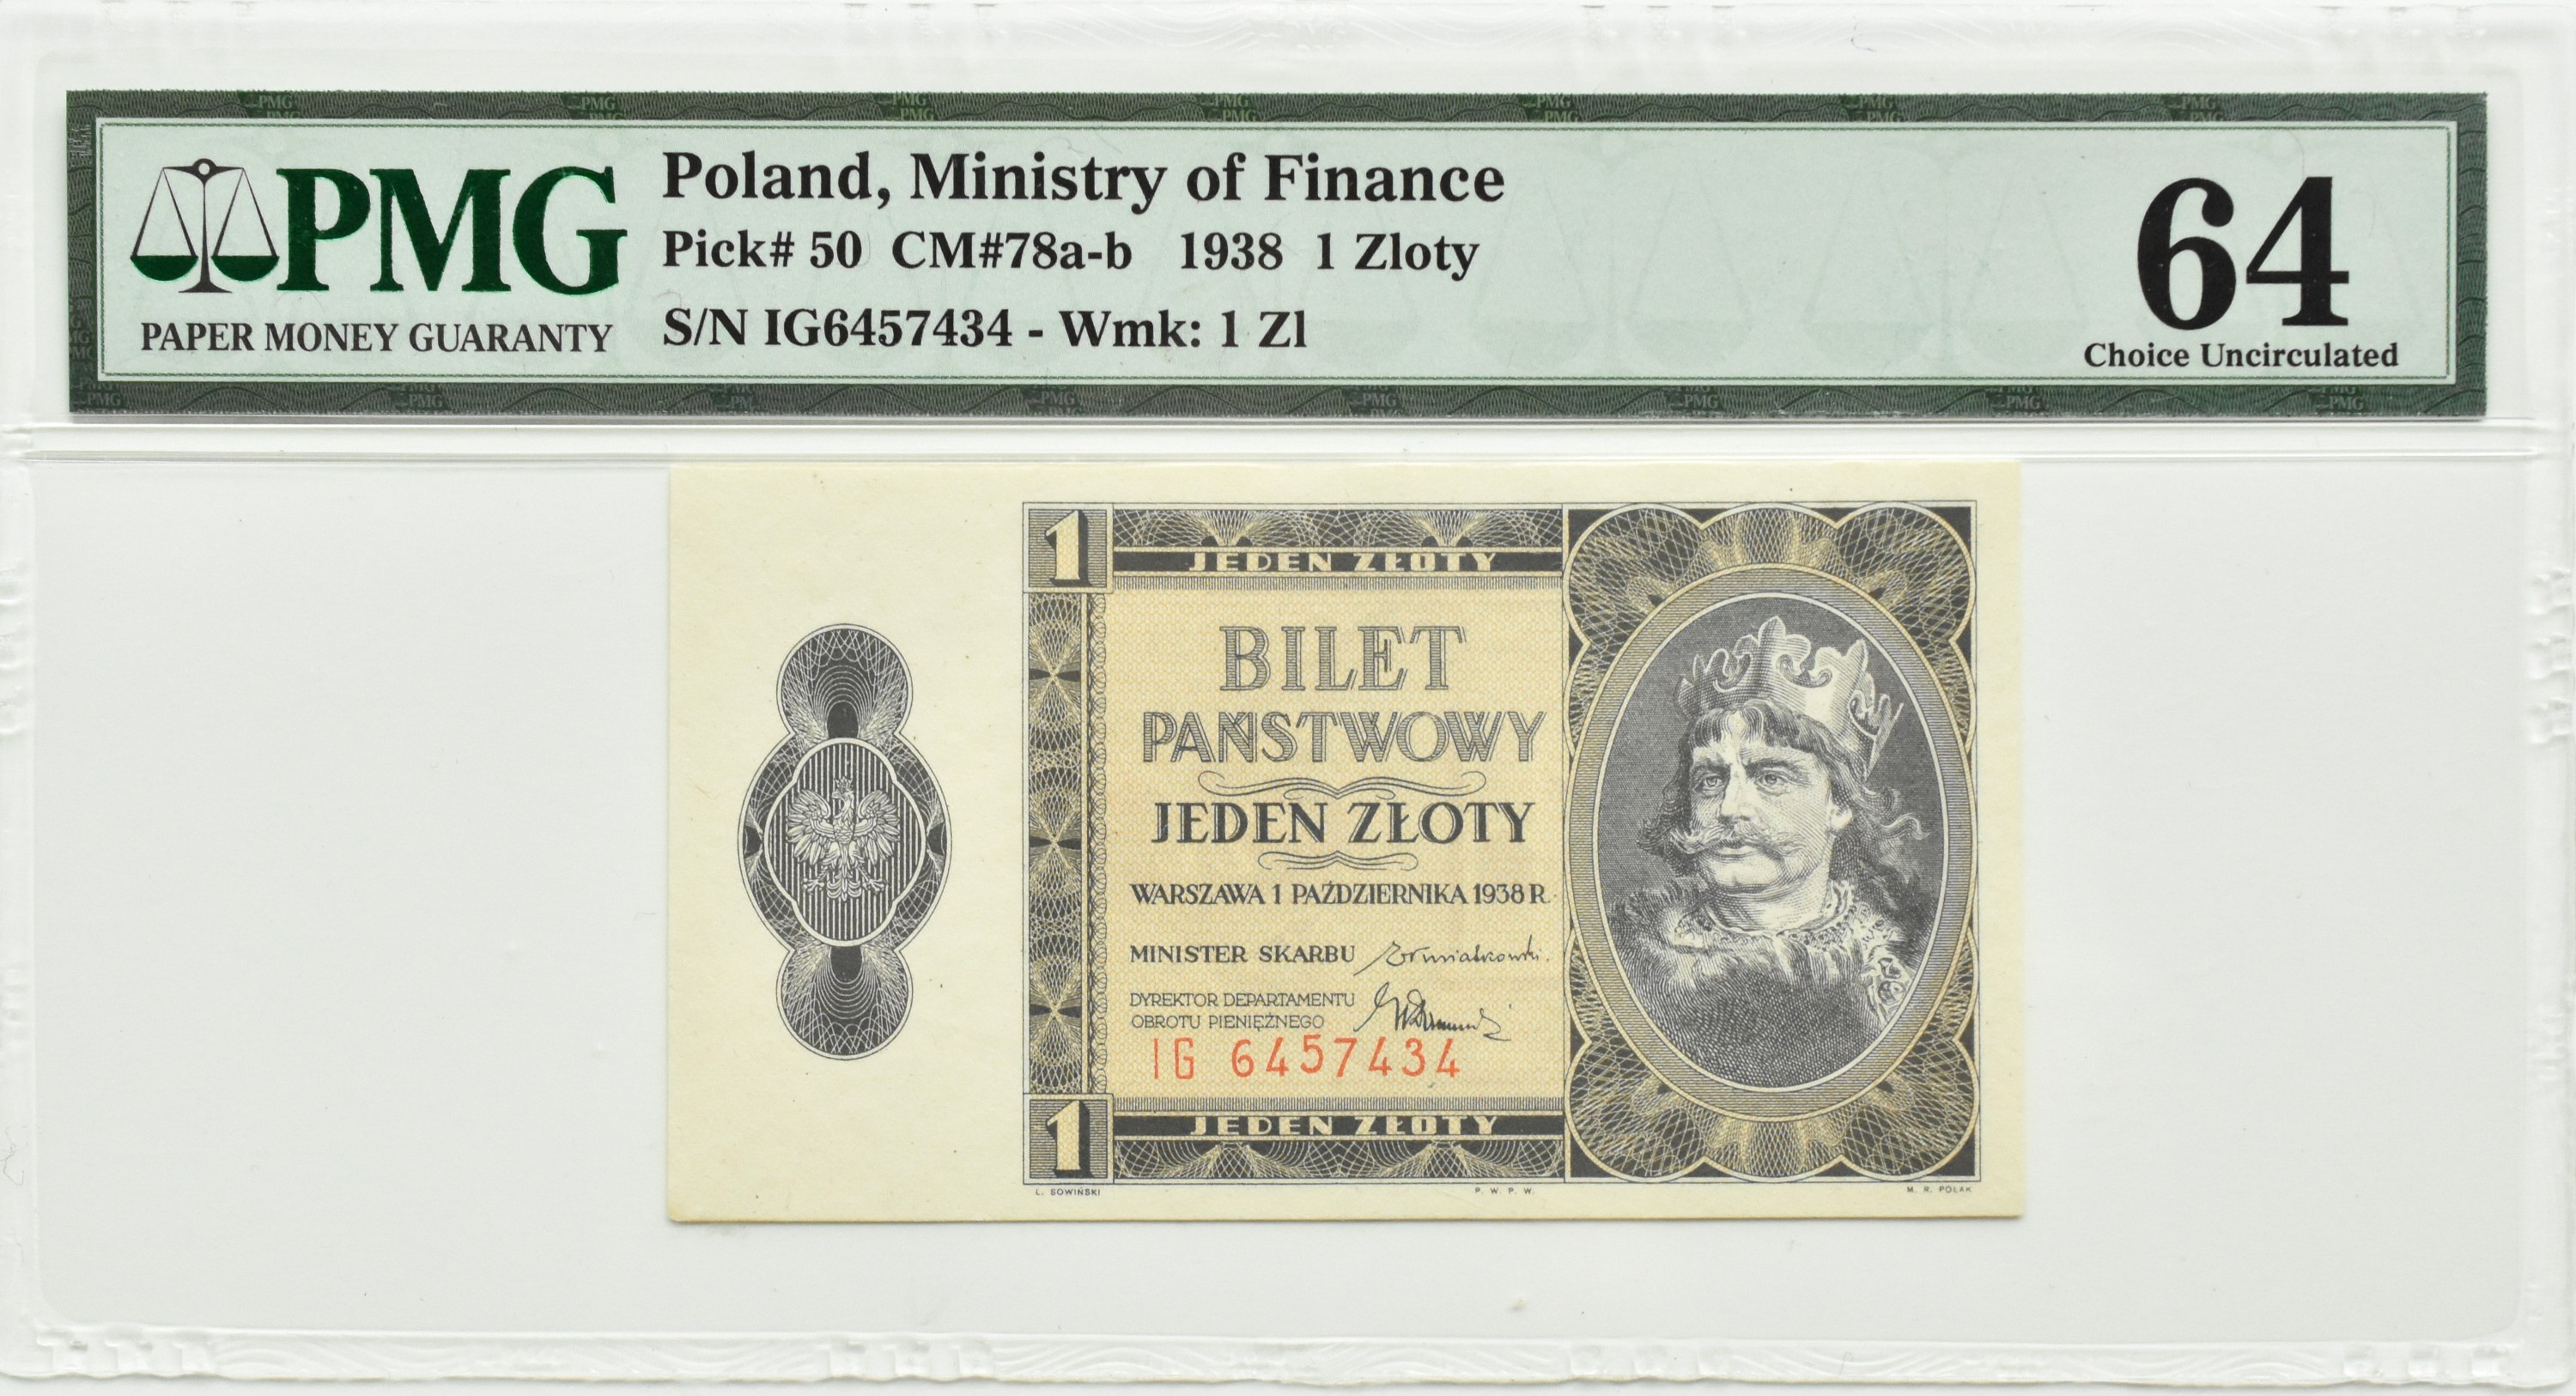 PMG
PAPER MONEY GUARANTY
Poland, Ministry of Finance
Pick# 50 CM#78a-b 1938 1 Zloty
S/N IG6457434 - Wmk: 1 Zl
64
Choice Uncirculated
1
JEDEN ZŁOTY
BILET
PAŃSTWOWY
JEDEN ZŁOTY
WARSZAWA 1 PAŹDZIERNIKA 1938 R.
MINISTER SKARBU
DYREKTOR DEPARTAMENTU
OBROTU PIENIĘŻNEGO
IG 6457434
1
JEDEN ZŁOTY
L. SOWIŃSKI P. W. P. W. M. R. POLAK